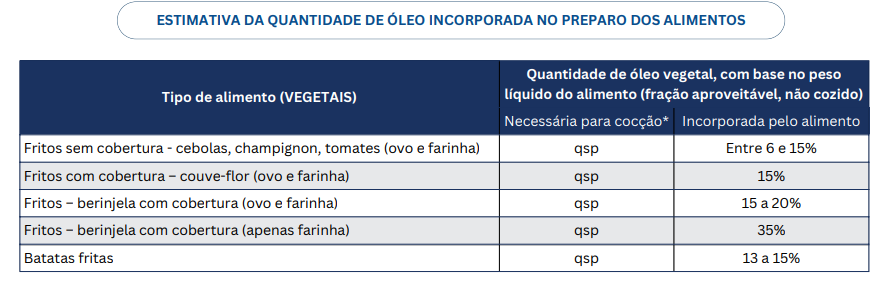 ESTIMATIVA DA QUANTIDADE DE ÓLEO INCORPORADA NO PREPARO DOS ALIMENTOS
Tipo de alimento (VEGETAIS)
Quantidade de óleo vegetal, com base no peso
líquido do alimento (fração aproveitável, não cozido)
Necessária para cocção* Incorporada pelo alimento
Fritos sem cobertura - cebolas, champignon, tomates (ovo e farinha) qsp Entre 6 e 15%
Fritos com cobertura – couve-flor (ovo e farinha) qsp 15%
Fritos – berinjela com cobertura (ovo e farinha) qsp 15 a 20%
Fritos – berinjela com cobertura (apenas farinha) qsp 35%
Batatas fritas qsp 13 a 15%